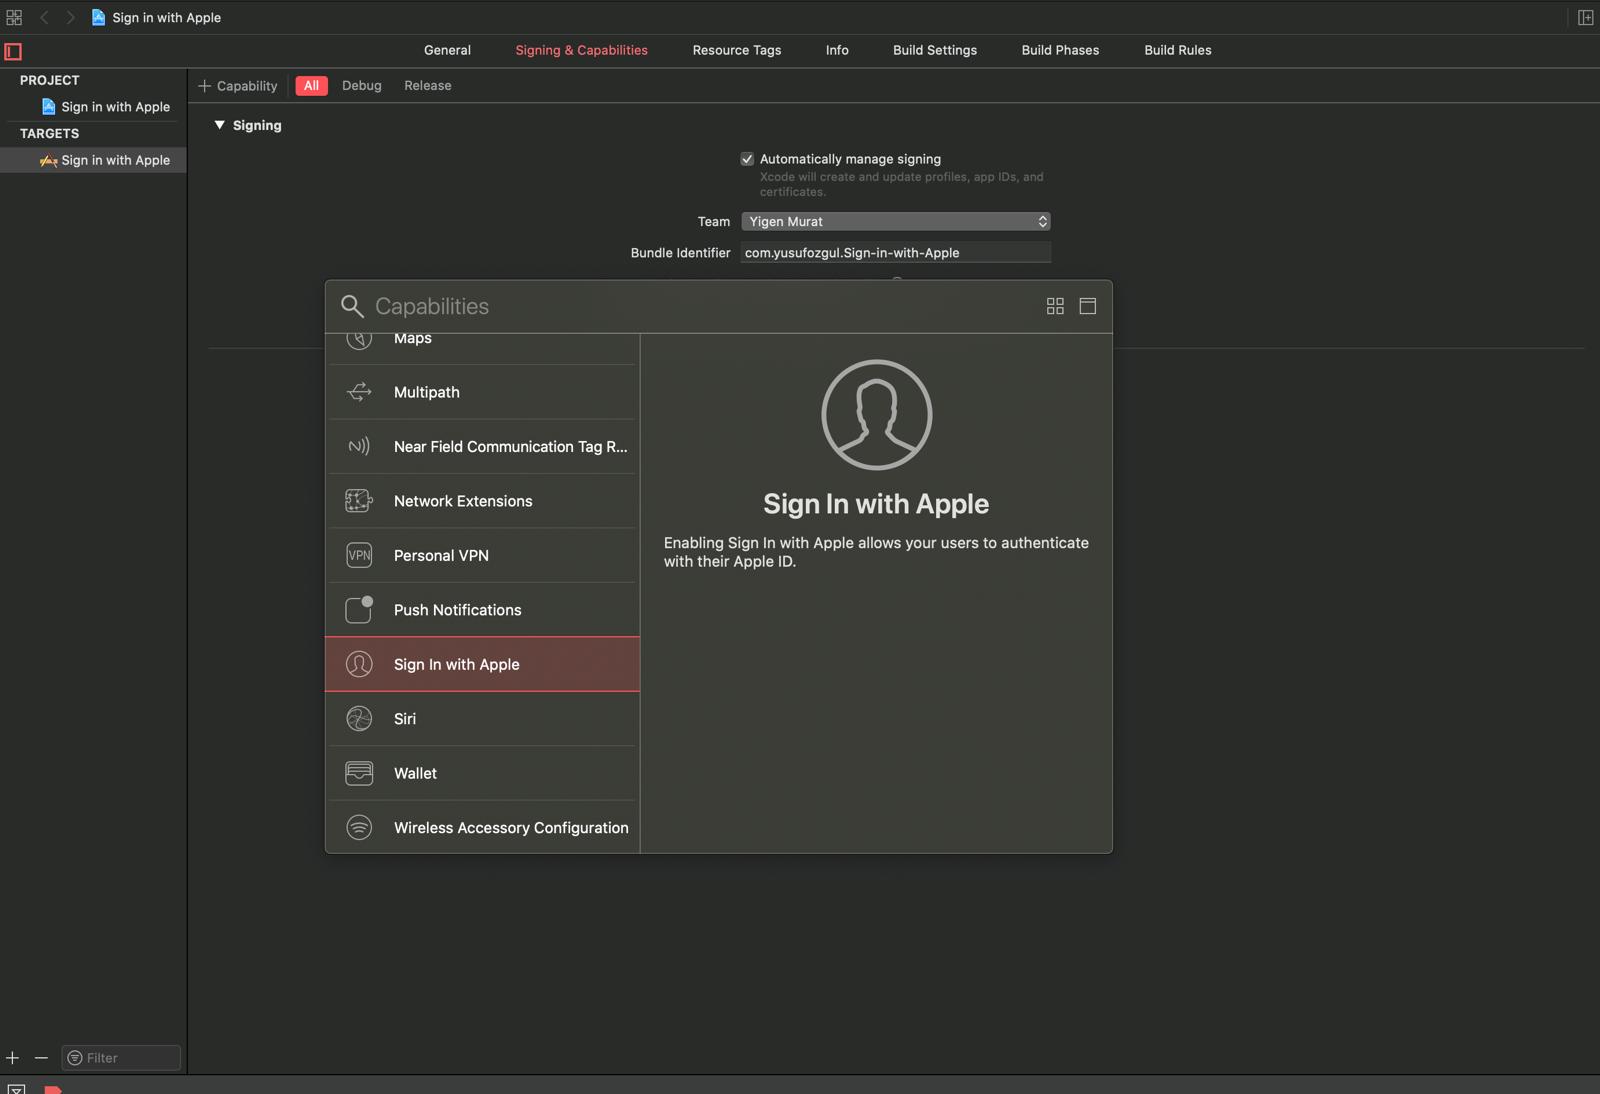 Sign in with Apple
General
Signing & Capabilities
Resource Tags
Info
Build Settings
Build Phases
Build Rules
PROJECT
Sign in with Apple
TARGETS
Sign in with Apple
Capability
All
Debug
Release
Signing
Automatically manage signing
Xcode will create and update profiles, app IDs, and
certificates.
Team
Yigen Murat
Bundle Identifier
com.yusufozgul.Sign-in-with-Apple
Capabilities
Maps
Multipath
Near Field Communication Tag R...
Network Extensions
VPN
Personal VPN
Push Notifications
Sign In with Apple
Siri
Wallet
Wireless Accessory Configuration
Sign In with Apple
Enabling Sign In with Apple allows your users to authenticate
with their Apple ID.
Filter